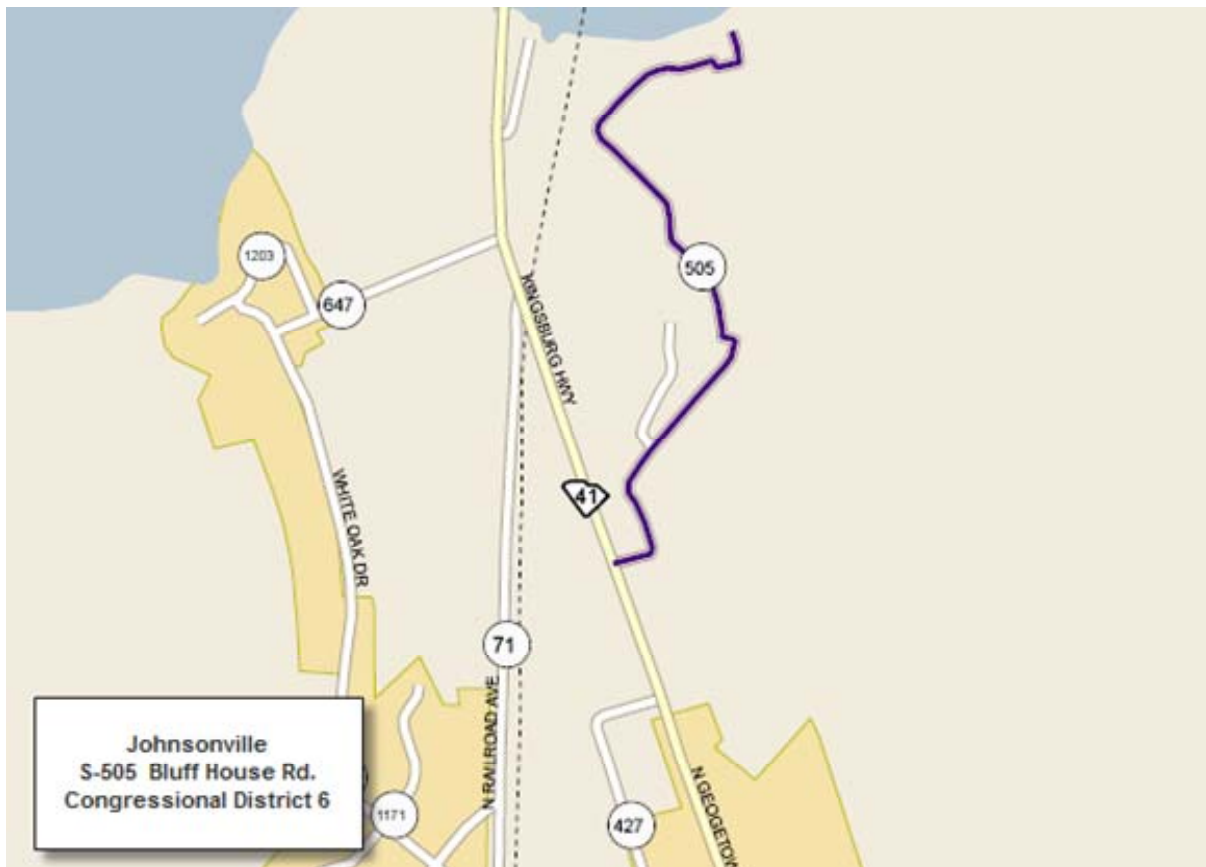 1203
647
505
KINGSBURG HWY
41
WHITE OAK DR
71
N RAILROAD AVE
Johnsonville
S-505 Bluff House Rd.
Congressional District 6
1171
427
N GEOGETOW